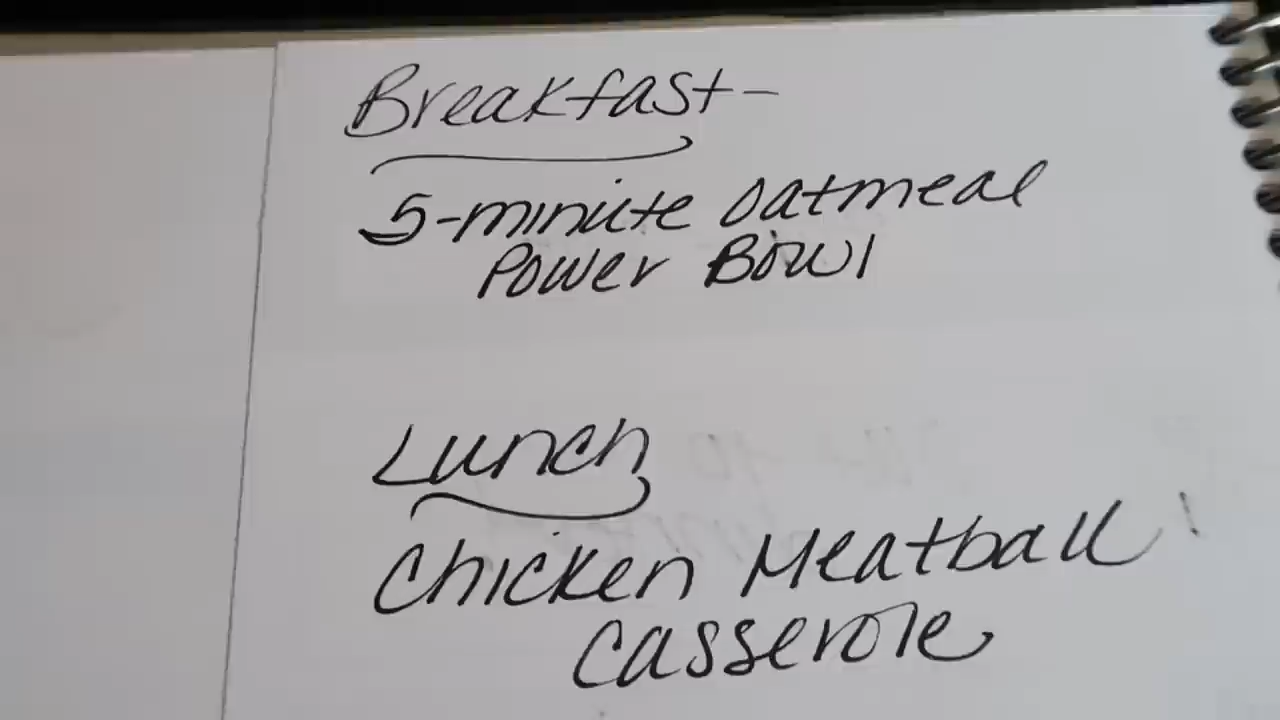 Breakfast-
5-minute oatmeal
Power Bowl
Lunch
Chicken Meatball
Casserole